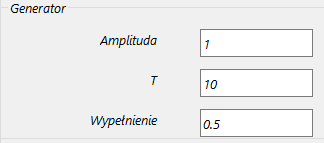 Generator
Amplituda 1
T 10
Wypełnienie 0.5